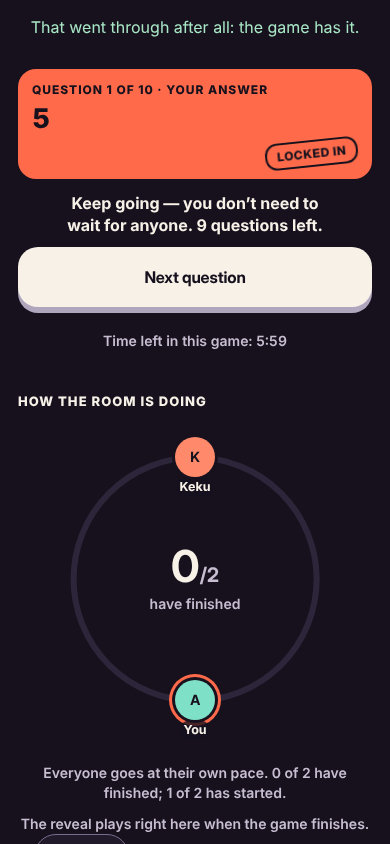 That went through after all: the game has it.
QUESTION 1 OF 10 · YOUR ANSWER
5
LOCKED IN
Keep going — you don’t need to
wait for anyone. 9 questions left.
Next question
Time left in this game: 5:59
HOW THE ROOM IS DOING
K
Keku
0/2
have finished
A
You
Everyone goes at their own pace. 0 of 2 have
finished; 1 of 2 has started.
The reveal plays right here when the game finishes.